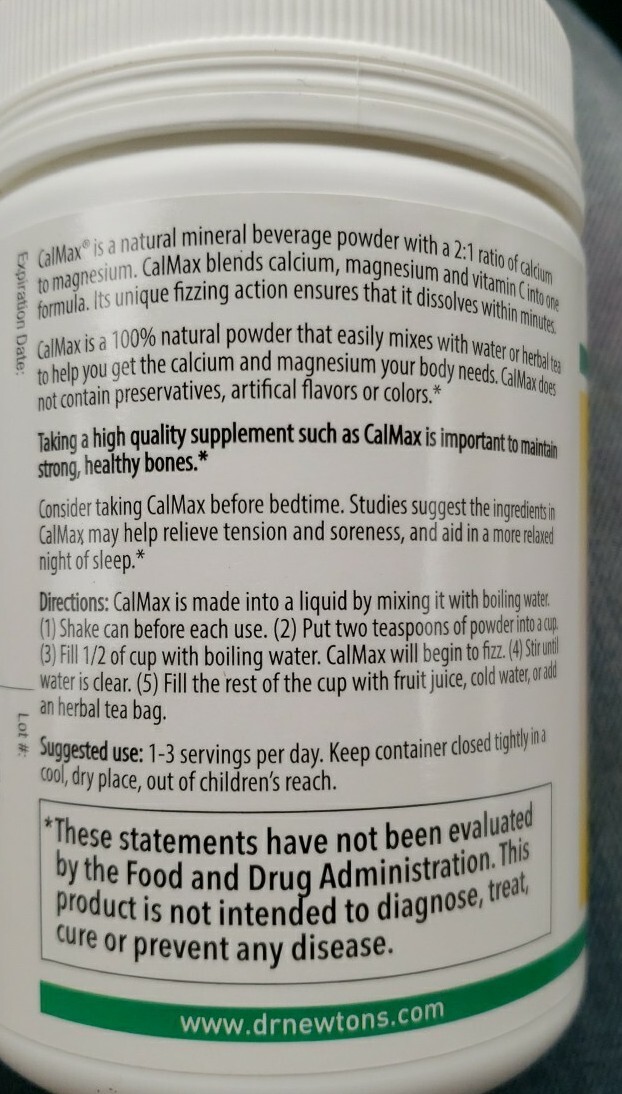 CalMax® is a natural mineral beverage powder with a 2:1 ratio of calcium
to magnesium. CalMax blends calcium, magnesium and vitamin C into one
formula. Its unique fizzing action ensures that it dissolves within minutes.
CalMax is a 100% natural powder that easily mixes with water or herbal tea
to help you get the calcium and magnesium your body needs. CalMax does
not contain preservatives, artifical flavors or colors.*
Taking a high quality supplement such as CalMax is important to maintain
strong, healthy bones.*
Consider taking CalMax before bedtime. Studies suggest the ingredients in
CalMax may help relieve tension and soreness, and aid in a more relaxed
night of sleep.*
Directions: CalMax is made into a liquid by mixing it with boiling water.
(1) Shake can before each use. (2) Put two teaspoons of powder into a cup.
(3) Fill 1/2 of cup with boiling water. CalMax will begin to fizz. (4) Stir until
water is clear. (5) Fill the rest of the cup with fruit juice, cold water, or add
an herbal tea bag.
Suggested use: 1-3 servings per day. Keep container closed tightly in a
cool, dry place, out of children's reach.
*These statements have not been evaluated
by the Food and Drug Administration. This
product is not intended to diagnose, treat,
cure or prevent any disease.
www.drnewtons.com
Expiration Date:
Lot #: